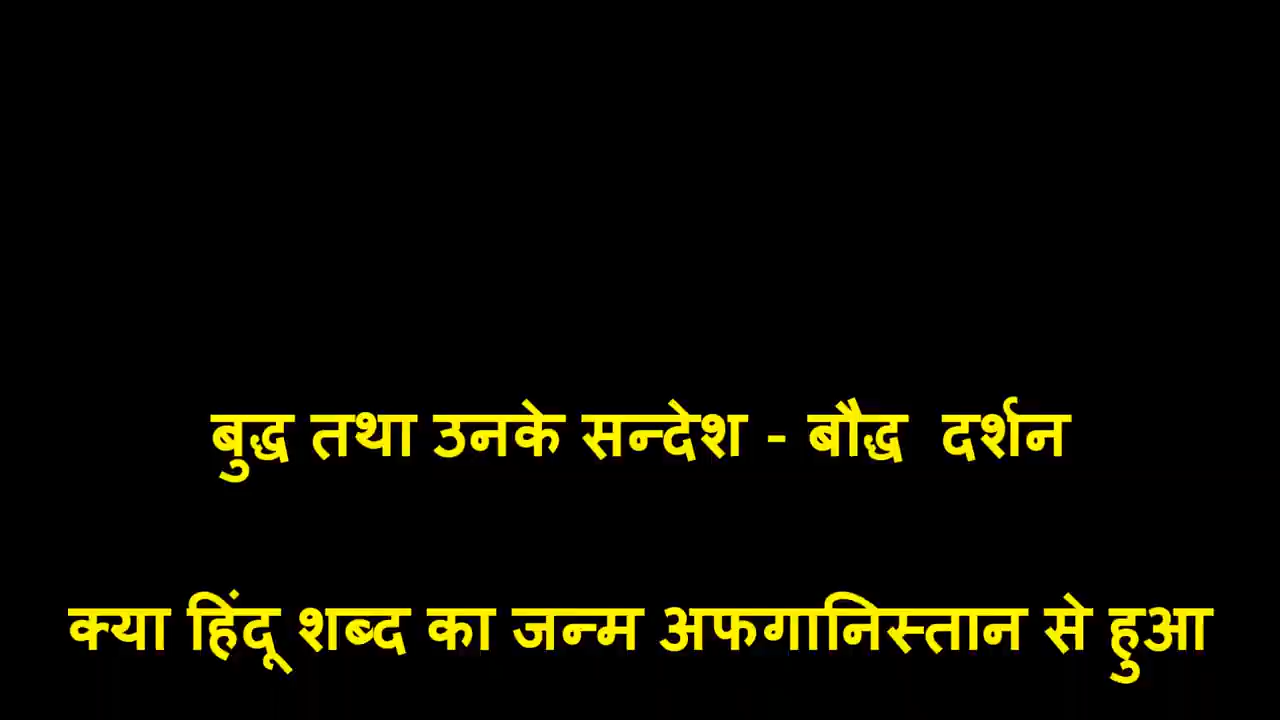 बुद्ध तथा उनके सन्देश - बौद्ध  दर्शन
क्या हिंदू शब्द का जन्म अफगानिस्तान से हुआ